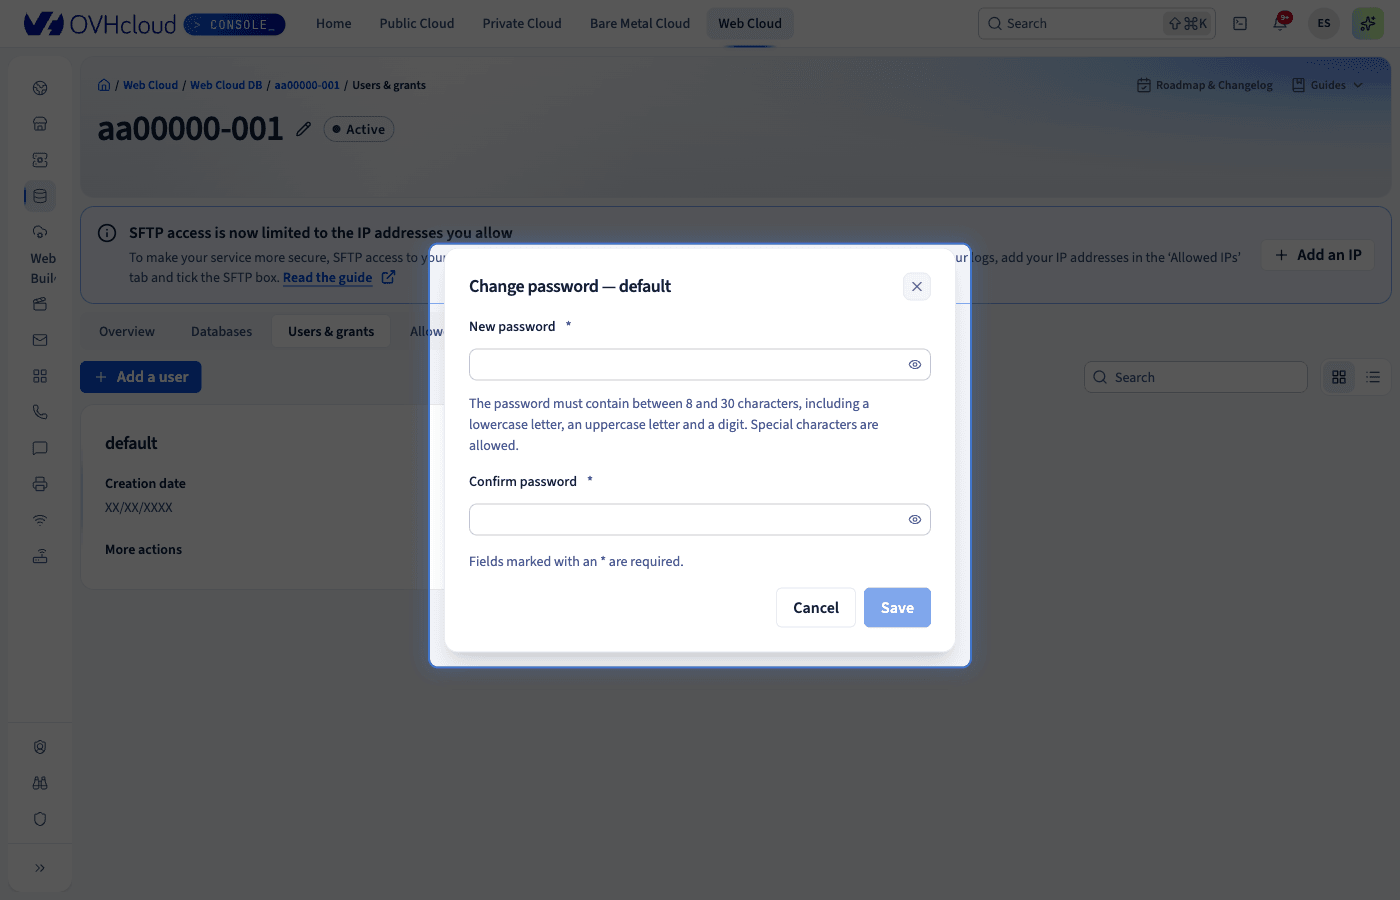 OVHcloud > CONSOLE_ Home Public Cloud Private Cloud Bare Metal Cloud Web Cloud Search ⇧⌘K 9+ ES
/ Web Cloud / Web Cloud DB / aa00000-001 / Users & grants Roadmap & Changelog Guides
aa00000-001 Active
SFTP access is now limited to the IP addresses you allow
To make your service more secure, SFTP access to your logs, add your IP addresses in the 'Allowed IPs'
tab and tick the SFTP box. Read the guide
Add an IP
Web
Buil
Overview Databases Users & grants Allow
Add a user Search
default
Creation date
XX/XX/XXXX
More actions
Change password — default
New password *
The password must contain between 8 and 30 characters, including a
lowercase letter, an uppercase letter and a digit. Special characters are
allowed.
Confirm password *
Fields marked with an * are required.
Cancel Save